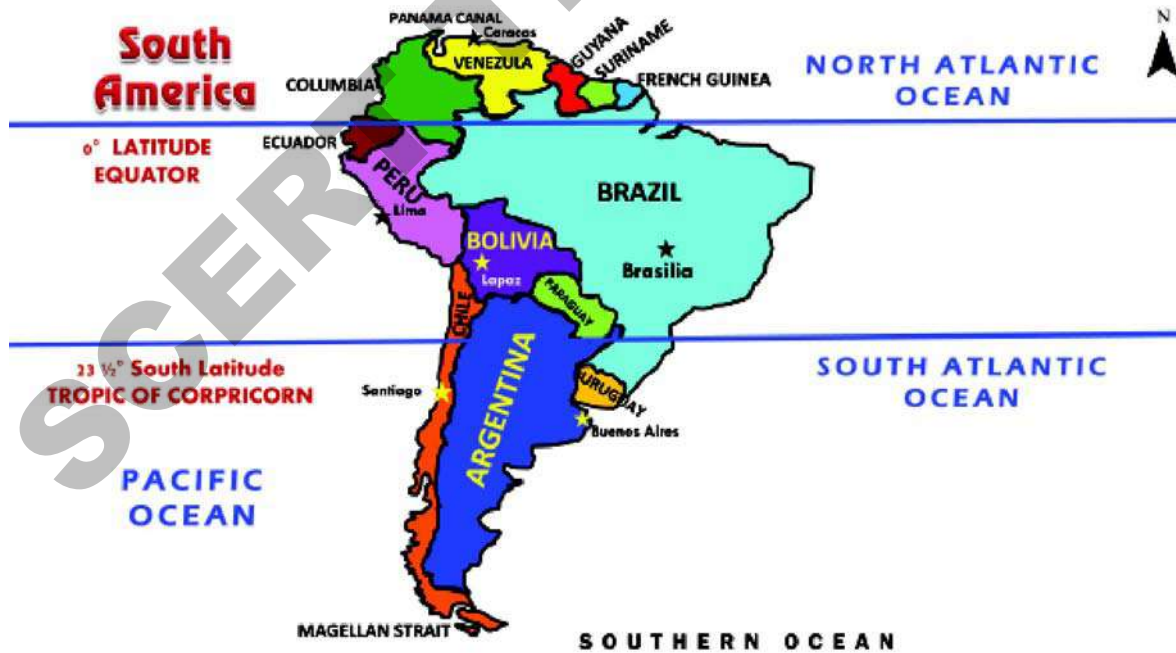 South
America
PANAMA CANAL
Caracas
VENEZULA
GUYANA
SURINAME
FRENCH GUINEA
COLUMBIA
NORTH ATLANTIC
OCEAN
N
ECUADOR
0° LATITUDE
EQUATOR
PERU
Lima
BRAZIL
BOLIVIA
Lapaz
Brasilia
CHILE
PARAGUAY
23 ½° South Latitude
TROPIC OF CORPRICORN
Santiago
ARGENTINA
URUGUAY
Buenos Aires
SOUTH ATLANTIC
OCEAN
PACIFIC
OCEAN
MAGELLAN STRAIT
SOUTHERN OCEAN